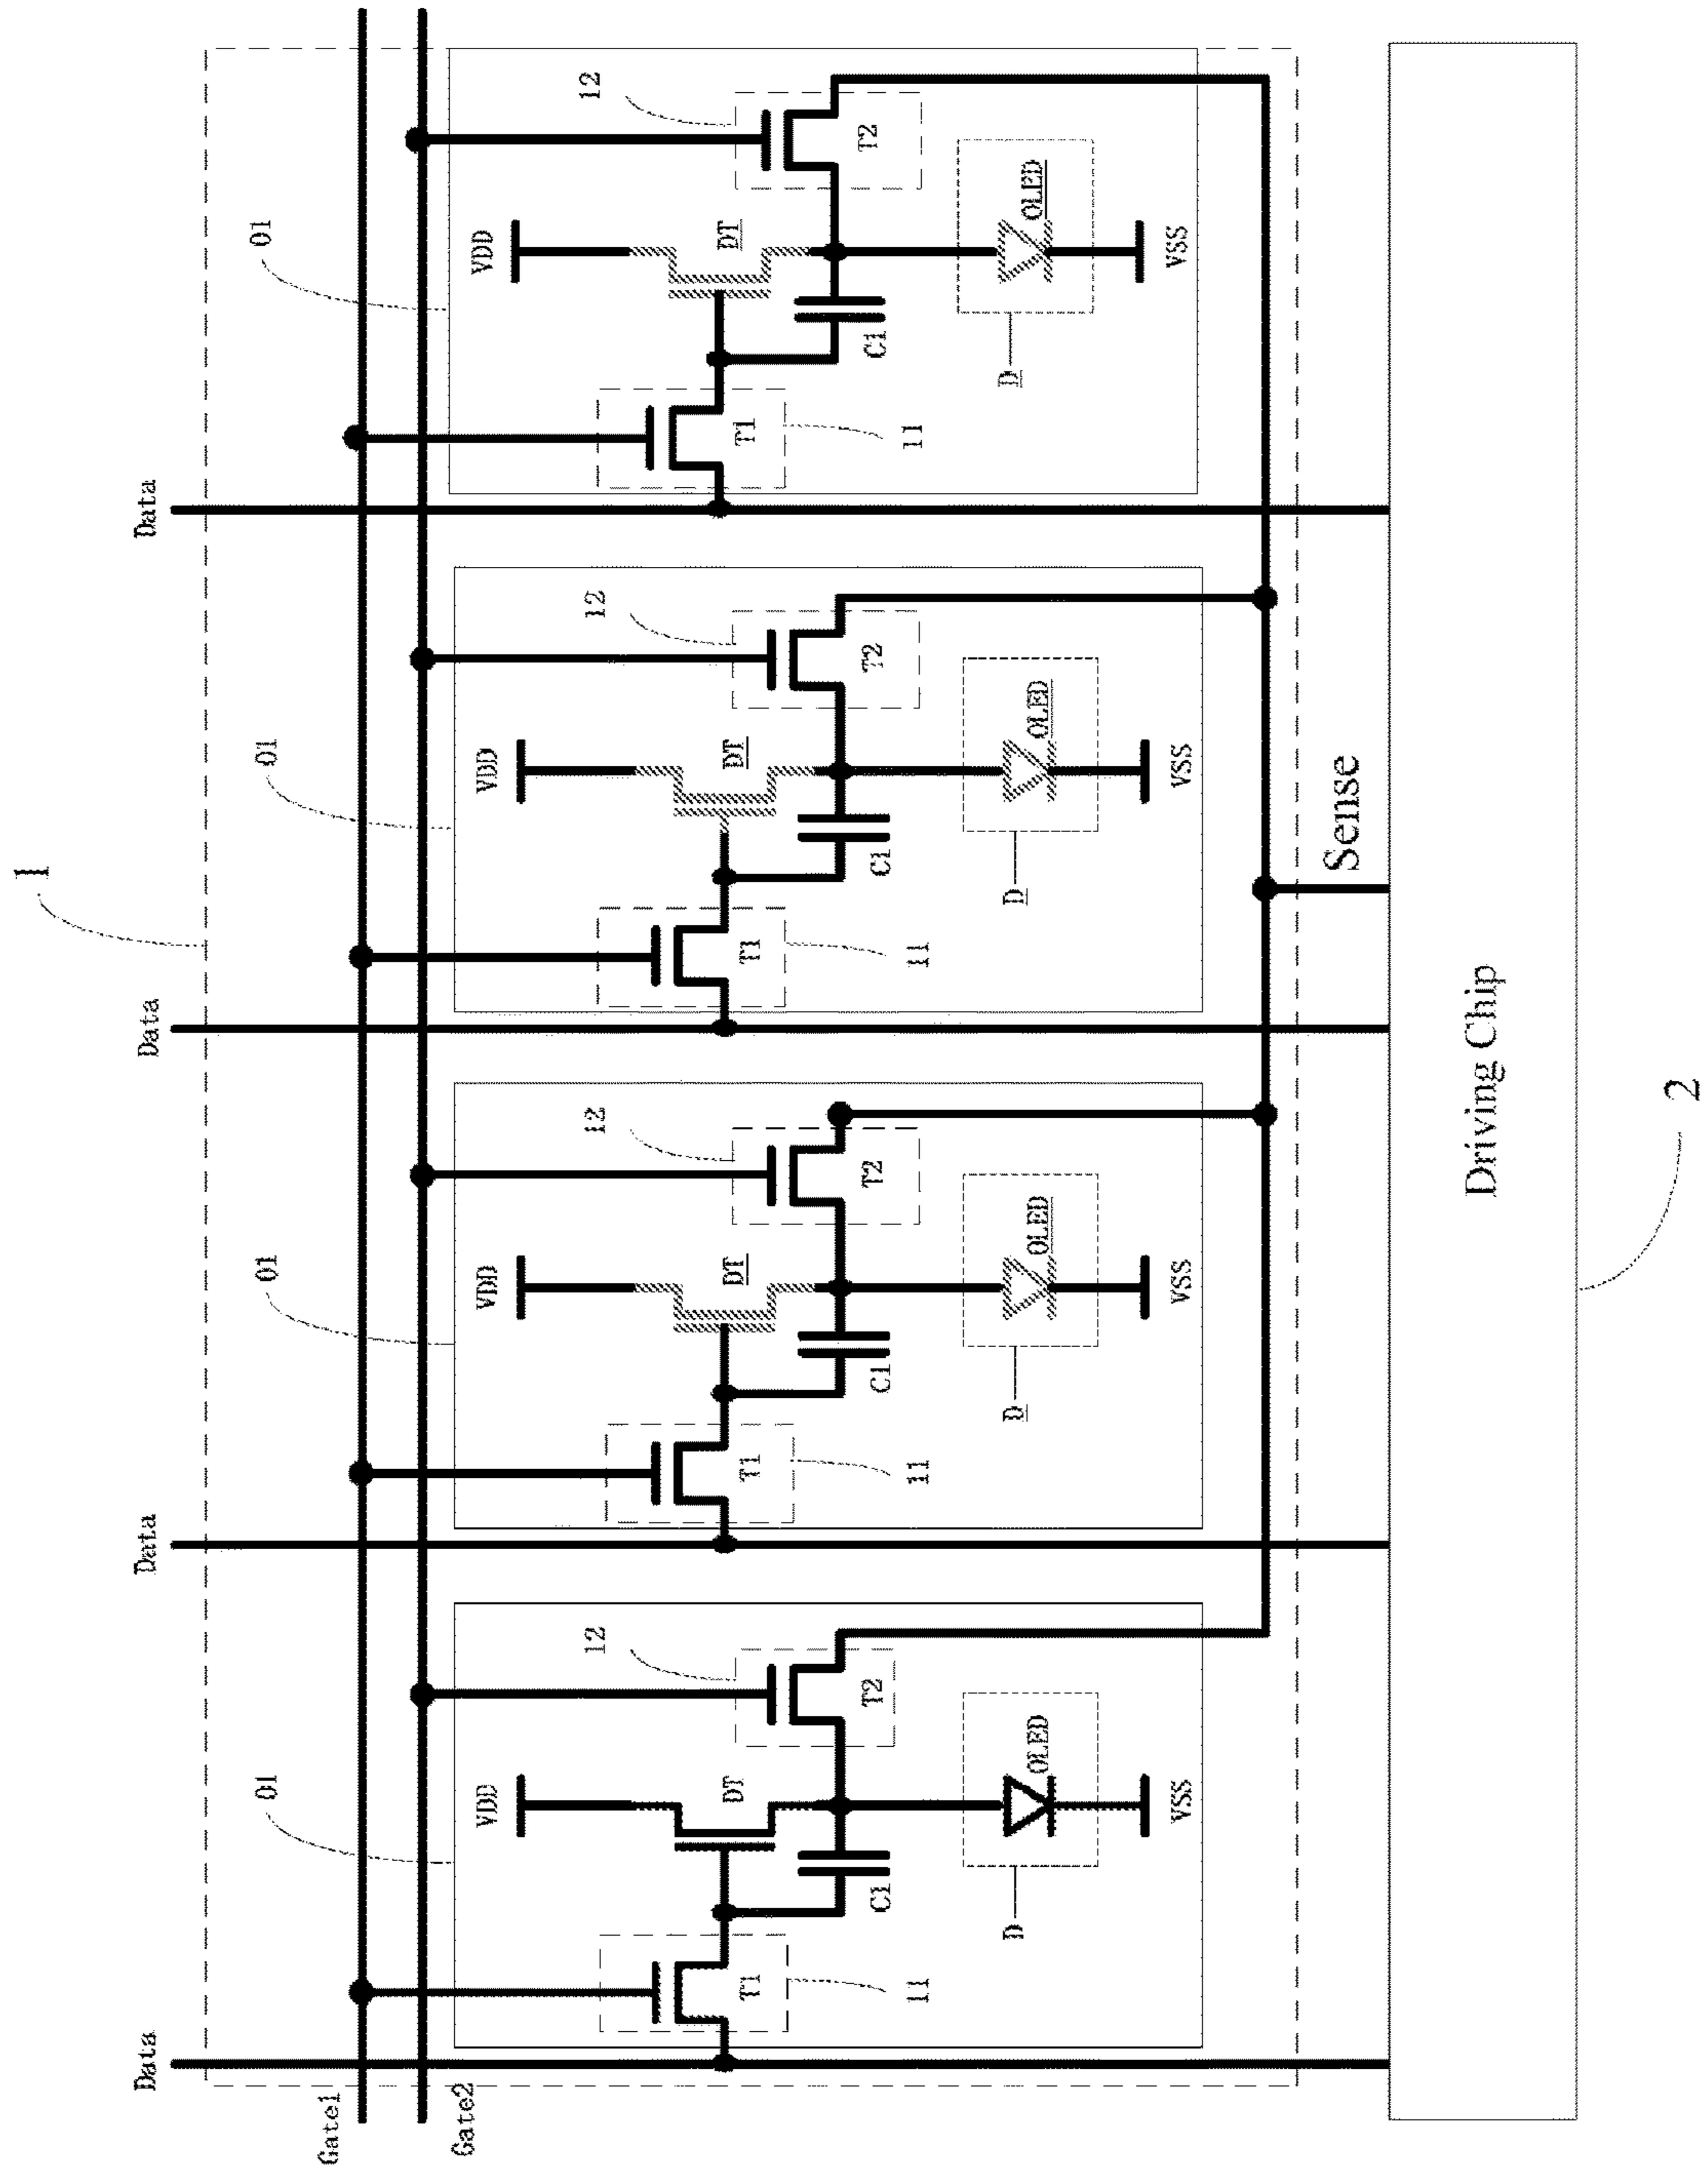 1
Gate1
Gate2
Data
01
VDD
DT
12
T2
T1
11
C1
D
OLED
VSS
Data
01
VDD
DT
12
T2
T1
11
C1
D
OLED
VSS
Data
01
VDD
DT
12
T2
T1
11
C1
D
OLED
VSS
Data
01
VDD
DT
12
T2
T1
11
C1
D
OLED
VSS
Sense
Driving Chip
2